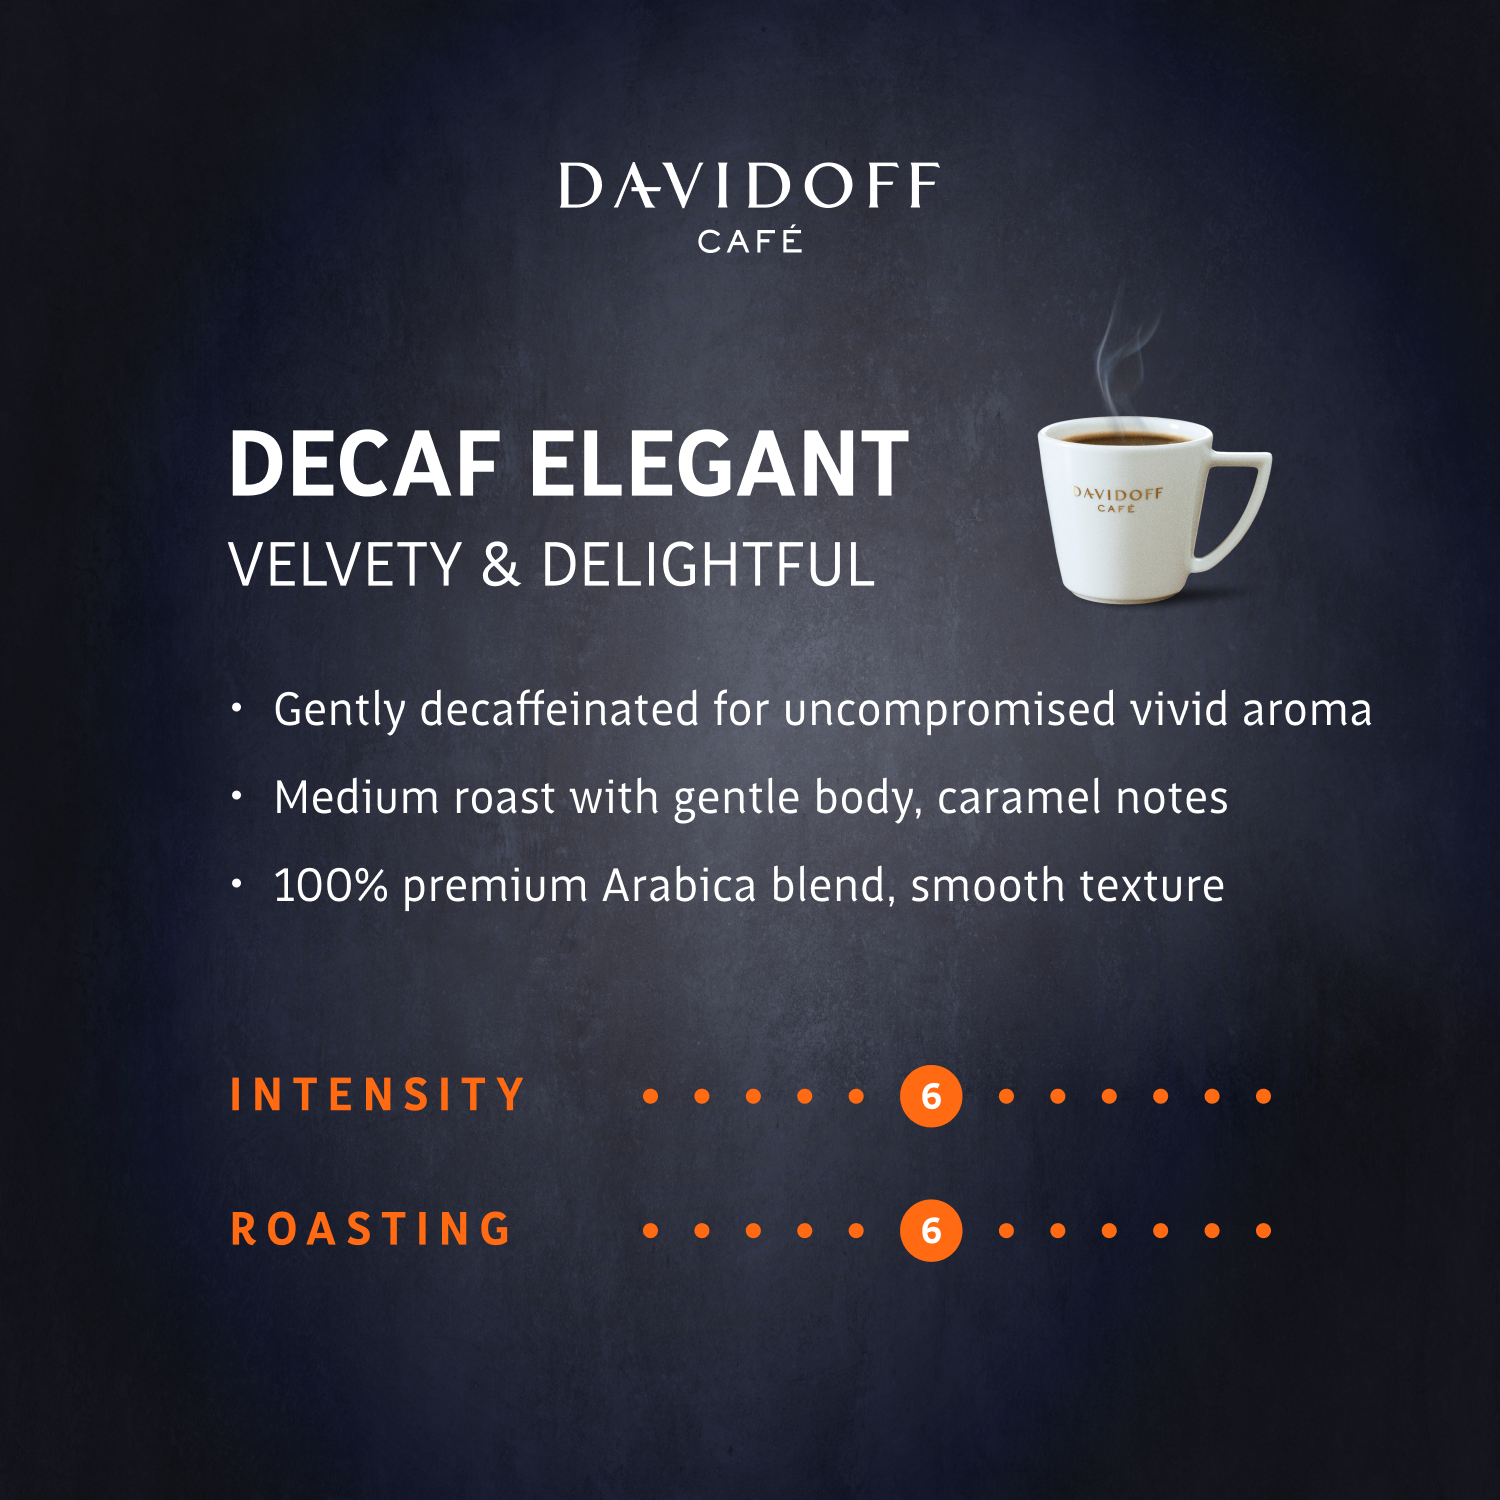 DAVIDOFF
CAFÉ
DECAF ELEGANT
VELVETY & DELIGHTFUL
DAVIDOFF
CAFÉ
• Gently decaffeinated for uncompromised vivid aroma
• Medium roast with gentle body, caramel notes
• 100% premium Arabica blend, smooth texture
INTENSITY 6
ROASTING 6